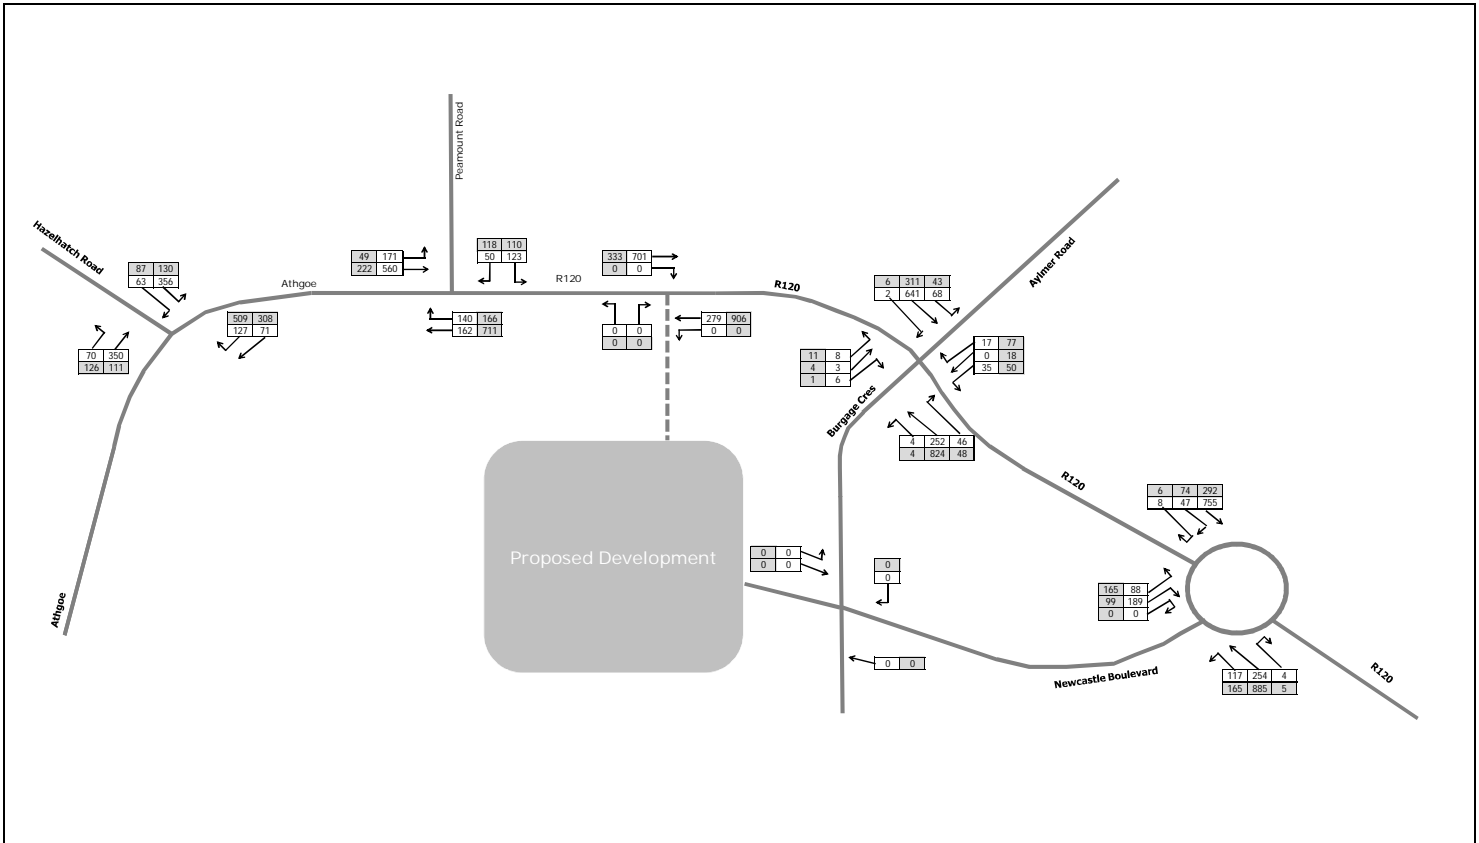 Peamount Road
Hazelhatch Road
Aylmer Road
118 110
50 123
49 171
222 560
333 701
0 0
87 130
63 356
Athgoe
R120
R120
6 311 43
2 641 68
509 308
127 71
140 166
162 711
0 0
0 0
279 906
0 0
70 350
126 111
11 8
4 3
1 6
17 77
0 18
35 50
Burgage Cres
4 252 46
4 824 48
R120
6 74 292
8 47 755
Proposed Development
0 0
0 0
0
0
Athgoe
165 88
99 189
0 0
0 0
Newcastle Boulevard
117 254 4
165 885 5
R120